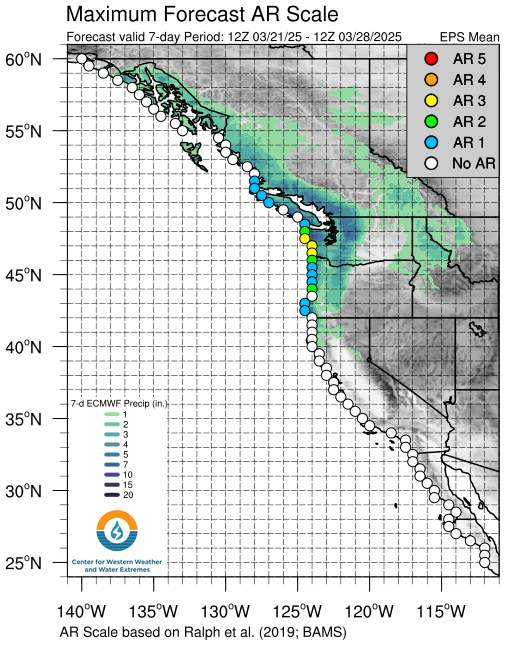 Maximum Forecast AR Scale
Forecast valid 7-day Period: 12Z 03/21/25 - 12Z 03/28/2025 EPS Mean
AR 5
AR 4
AR 3
AR 2
AR 1
No AR
60°N
55°N
50°N
45°N
40°N
35°N
30°N
25°N
7-d ECMWF Precip (in.)
1
2
3
4
5
7
10
15
20
Center for Western Weather
and Water Extremes
140°W 135°W 130°W 125°W 120°W 115°W
AR Scale based on Ralph et al. (2019; BAMS)